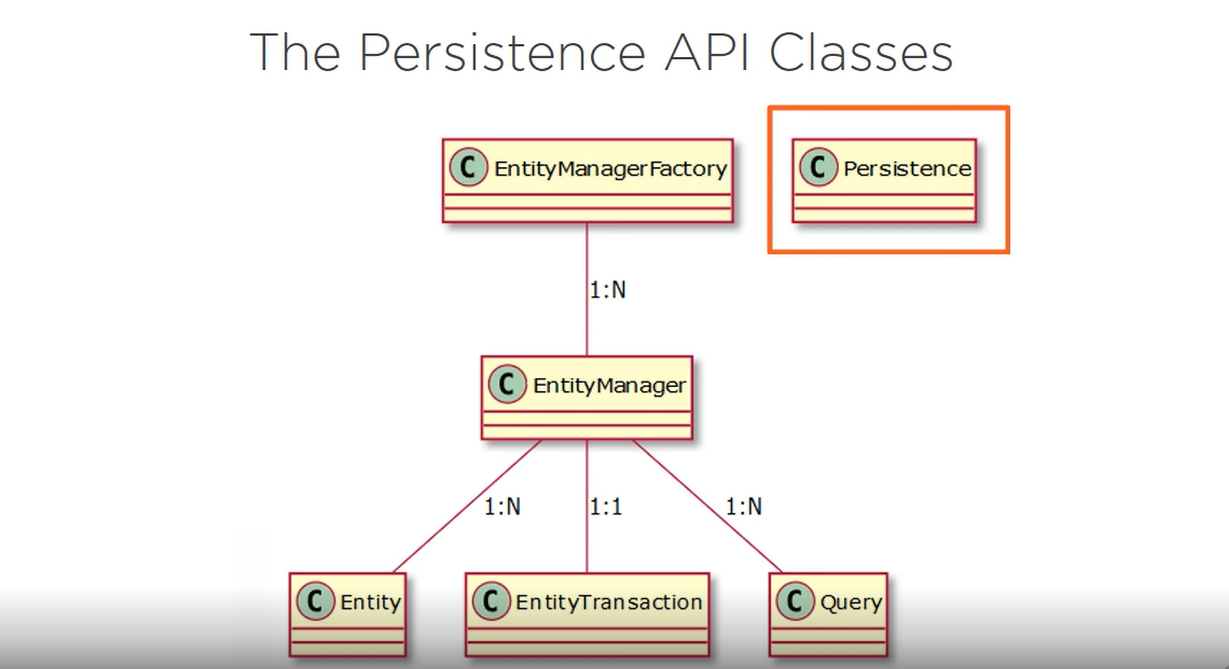 The Persistence API Classes
C EntityManagerFactory
C Persistence
1:N
C EntityManager
1:N
1:1
1:N
C Entity
C EntityTransaction
C Query